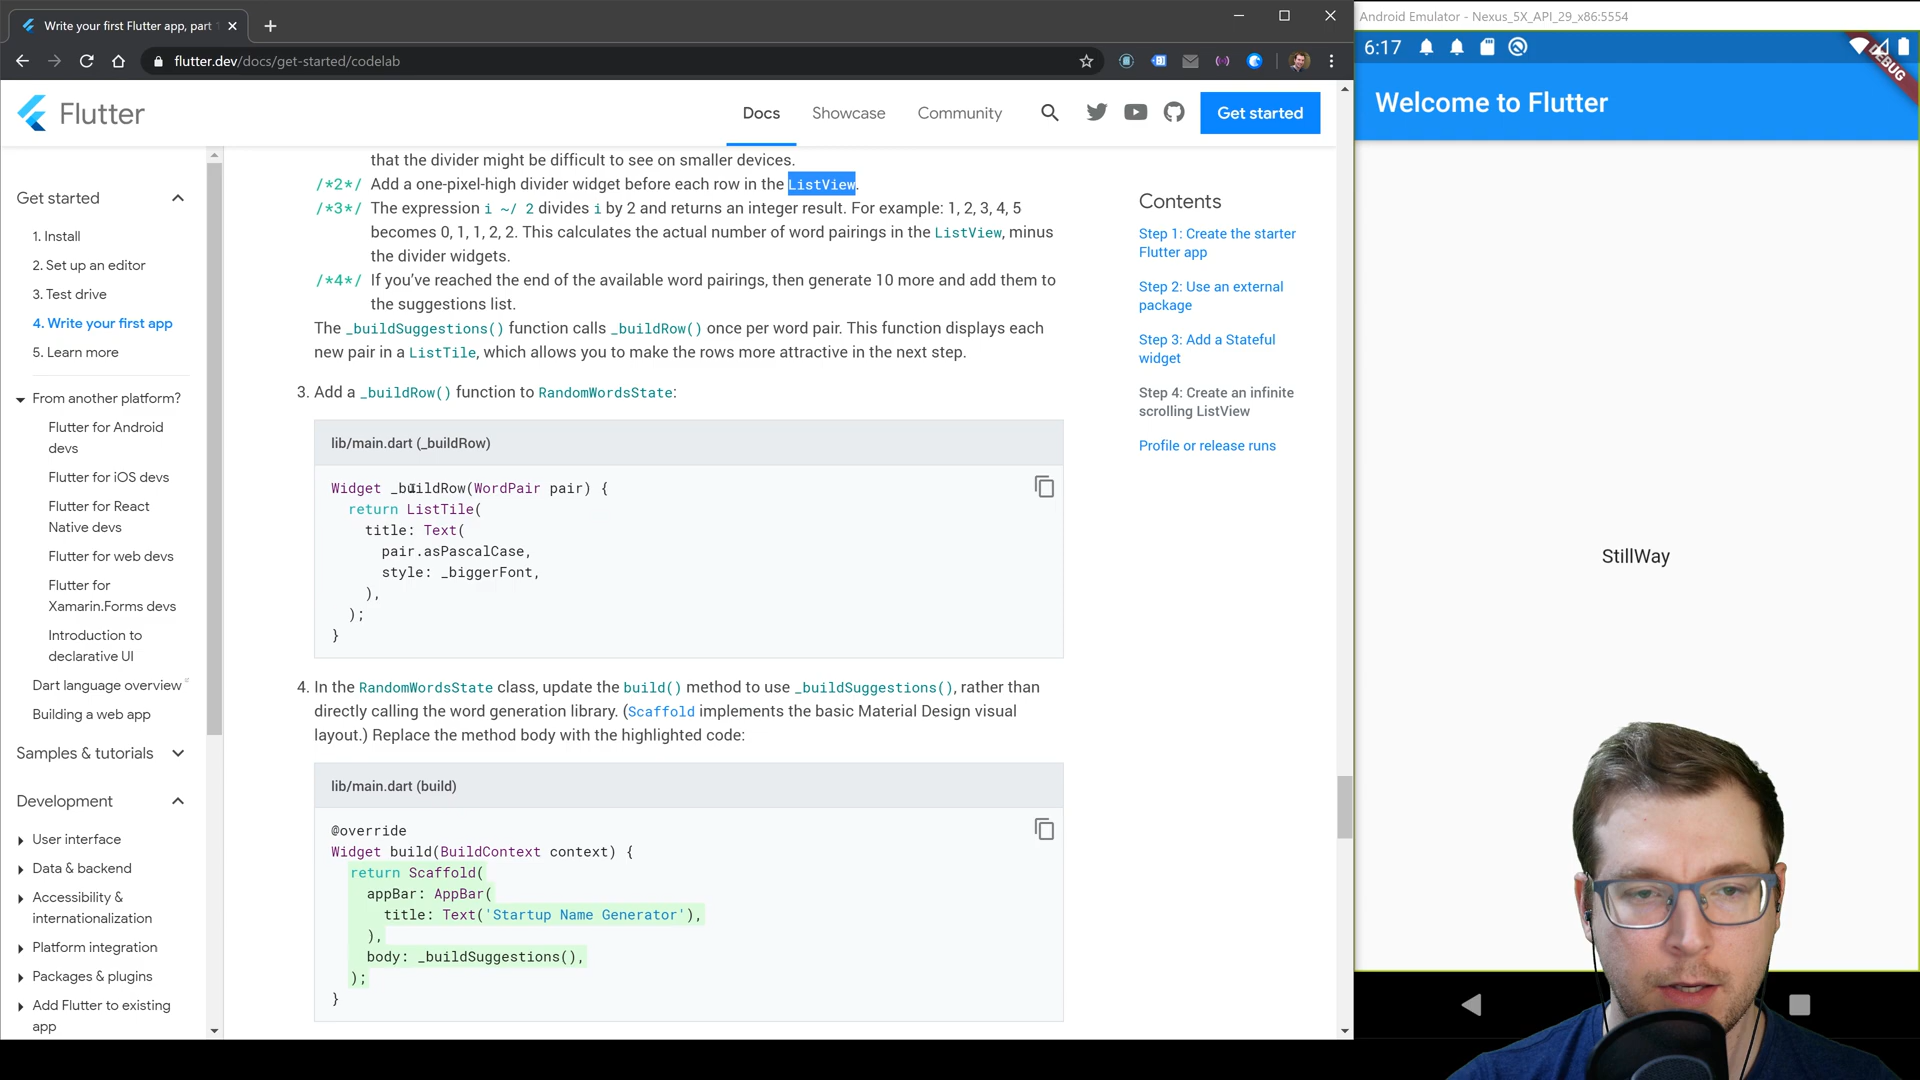 Write your first Flutter app, part 1
flutter.dev/docs/get-started/codelab
Flutter
Docs
Showcase
Community
Get started
Get started
1. Install
2. Set up an editor
3. Test drive
4. Write your first app
5. Learn more
From another platform?
Flutter for Android
devs
Flutter for iOS devs
Flutter for React
Native devs
Flutter for web devs
Flutter for
Xamarin.Forms devs
Introduction to
declarative UI
Dart language overview
Building a web app
Samples & tutorials
Development
User interface
Data & backend
Accessibility &
internationalization
Platform integration
Packages & plugins
Add Flutter to existing
app
that the divider might be difficult to see on smaller devices.
/*2*/ Add a one-pixel-high divider widget before each row in the ListView.
/*3*/ The expression i ~/ 2 divides i by 2 and returns an integer result. For example: 1, 2, 3, 4, 5
becomes 0, 1, 1, 2, 2. This calculates the actual number of word pairings in the ListView, minus
the divider widgets.
/*4*/ If you’ve reached the end of the available word pairings, then generate 10 more and add them to
the suggestions list.
The _buildSuggestions() function calls _buildRow() once per word pair. This function displays each
new pair in a ListTile, which allows you to make the rows more attractive in the next step.
3. Add a _buildRow() function to RandomWordsState:
lib/main.dart (_buildRow)
Widget _buildRow(WordPair pair) {
return ListTile(
title: Text(
pair.asPascalCase,
style: _biggerFont,
),
);
}
4. In the RandomWordsState class, update the build() method to use _buildSuggestions(), rather than
directly calling the word generation library. (Scaffold implements the basic Material Design visual
layout.) Replace the method body with the highlighted code:
lib/main.dart (build)
@override
Widget build(BuildContext context) {
return Scaffold(
appBar: AppBar(
title: Text('Startup Name Generator'),
),
body: _buildSuggestions(),
);
}
Contents
Step 1: Create the starter
Flutter app
Step 2: Use an external
package
Step 3: Add a Stateful
widget
Step 4: Create an infinite
scrolling ListView
Profile or release runs
Android Emulator - Nexus_5X_API_29_x86:5554
6:17
DEBUG
Welcome to Flutter
StillWay